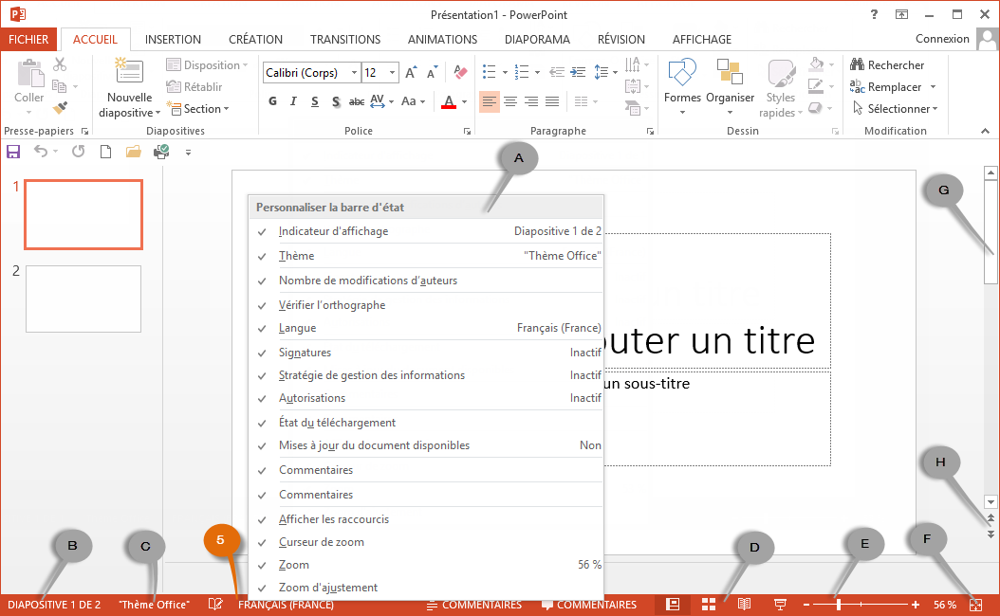 Présentation1 - PowerPoint
?
FICHIER ACCUEIL INSERTION CRÉATION TRANSITIONS ANIMATIONS DIAPORAMA RÉVISION AFFICHAGE Connexion
Coller
Nouvelle diapositive
Disposition
Rétablir
Section
Calibri (Corps) 12
G I S S abc AV Aa A
Formes Organiser Styles rapides
Rechercher
Remplacer
Sélectionner
Presse-papiers Diapositives Police Paragraphe Dessin Modification
A
G
1
2
Personnaliser la barre d'état
Indicateur d'affichage Diapositive 1 de 2
Thème "Thème Office"
Nombre de modifications d'auteurs
Vérifier l'orthographe
Langue Français (France)
Signatures Inactif
Stratégie de gestion des informations Inactif
Autorisations Inactif
État du téléchargement
Mises à jour du document disponibles Non
Commentaires
Commentaires
Afficher les raccourcis
Curseur de zoom
Zoom 56 %
Zoom d'ajustement
outer un titre
un sous-titre
H
B C 5 D E F
DIAPOSITIVE 1 DE 2 "Thème Office" FRANÇAIS (FRANCE) COMMENTAIRES COMMENTAIRES 56 %